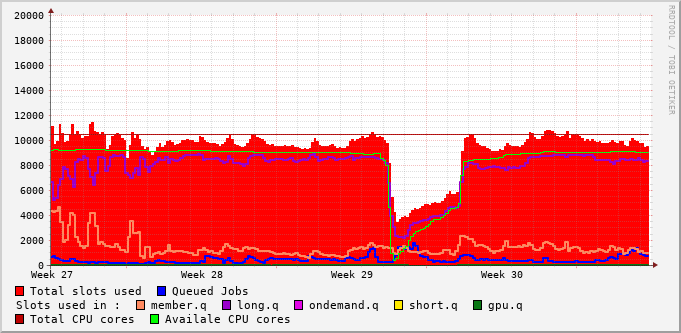 RRDTOOL / TOBI OETIKER
20000
18000
16000
14000
12000
10000
8000
6000
4000
2000
0
Week 27 Week 28 Week 29 Week 30
Total slots used Queued Jobs
Slots used in : member.q long.q ondemand.q short.q gpu.q
Total CPU cores Availale CPU cores